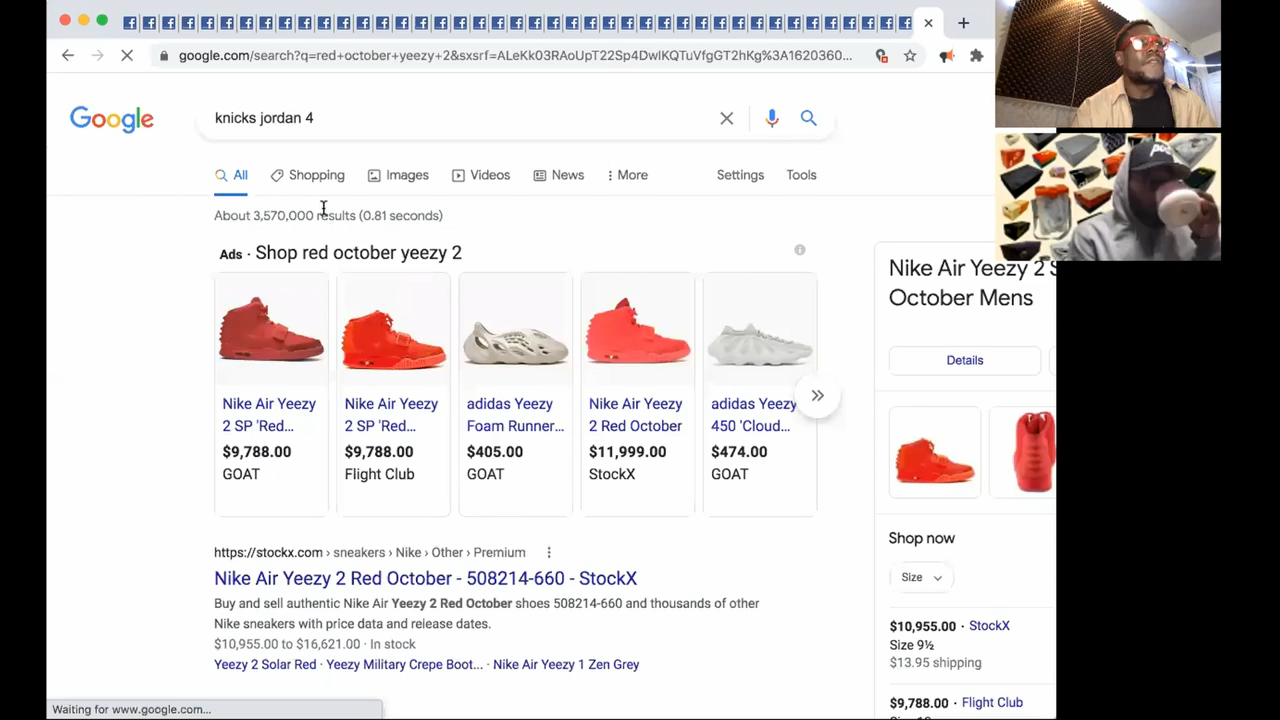 google.com/search?q=red+october+yeezy+2&sxsrf=ALeKk03RAoUpT22Sp4DwIKQTuVfgGT2hKg%3A1620360...
Google
knicks jordan 4
All
Shopping
Images
Videos
News
More
Settings
Tools
About 3,570,000 results (0.81 seconds)
Ads · Shop red october yeezy 2
Nike Air Yeezy
2 SP 'Red...
$9,788.00
GOAT
Nike Air Yeezy
2 SP 'Red...
$9,788.00
Flight Club
adidas Yeezy
Foam Runner...
$405.00
GOAT
Nike Air Yeezy
2 Red October
$11,999.00
StockX
adidas Yeezy
450 'Cloud...
$474.00
GOAT
https://stockx.com › sneakers › Nike › Other › Premium
Nike Air Yeezy 2 Red October - 508214-660 - StockX
Buy and sell authentic Nike Air Yeezy 2 Red October shoes 508214-660 and thousands of other
Nike sneakers with price data and release dates.
$10,955.00 to $16,621.00 · In stock
Yeezy 2 Solar Red · Yeezy Military Crepe Boot... · Nike Air Yeezy 1 Zen Grey
Nike Air Yeezy 2 S
October Mens
Details
Shop now
Size
$10,955.00 · StockX
Size 9½
$13.95 shipping
$9,788.00 · Flight Club
Waiting for www.google.com...